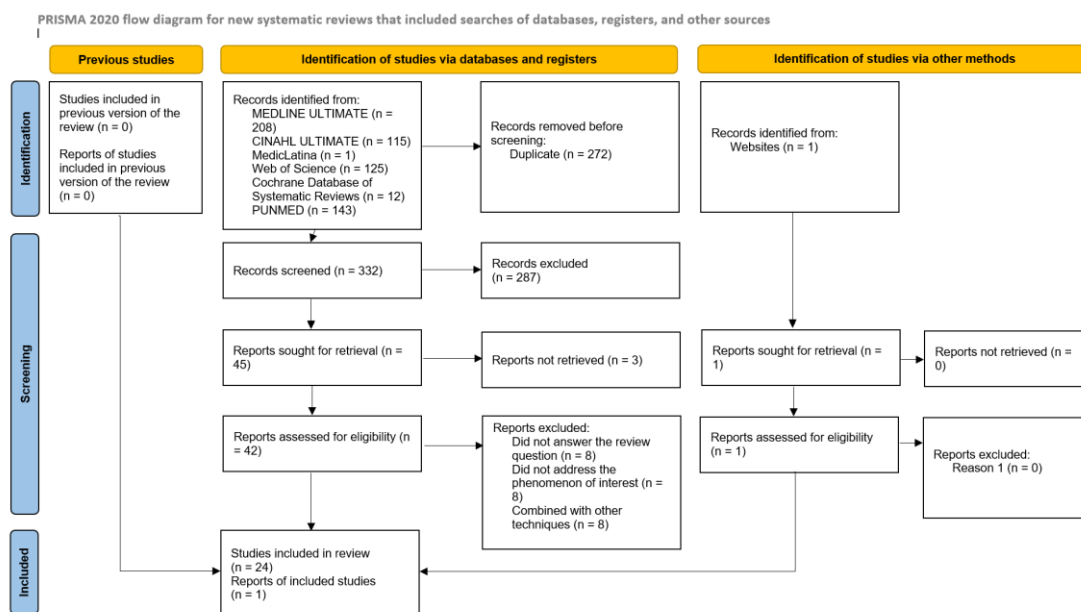 PRISMA 2020 flow diagram for new systematic reviews that included searches of databases, registers, and other sources
Previous studies
Identification of studies via databases and registers
Identification of studies via other methods
Identification
Studies included in
previous version of the
review (n = 0)
Reports of studies
included in previous
version of the review
(n = 0)
Records identified from:
MEDLINE ULTIMATE (n =
208)
CINAHL ULTIMATE (n = 115)
MedicLatina (n = 1)
Web of Science (n = 125)
Cochrane Database of
Systematic Reviews (n = 12)
PUNMED (n = 143)
Records removed before
screening:
Duplicate (n = 272)
Records identified from:
Websites (n = 1)
Screening
Records screened (n = 332)
Records excluded
(n = 287)
Reports sought for retrieval (n =
45)
Reports not retrieved (n = 3)
Reports sought for retrieval (n =
1)
Reports not retrieved (n =
0)
Reports assessed for eligibility (n
= 42)
Reports excluded:
Did not answer the review
question (n = 8)
Did not address the
phenomenon of interest (n =
8)
Combined with other
techniques (n = 8)
Reports assessed for eligibility
(n = 1)
Reports excluded:
Reason 1 (n = 0)
Included
Studies included in review
(n = 24)
Reports of included studies
(n = 1)